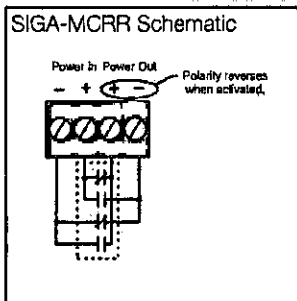 SIGA-MCRR Schematic
Power In Power Out
- + + -
Polarity reverses
when activated.